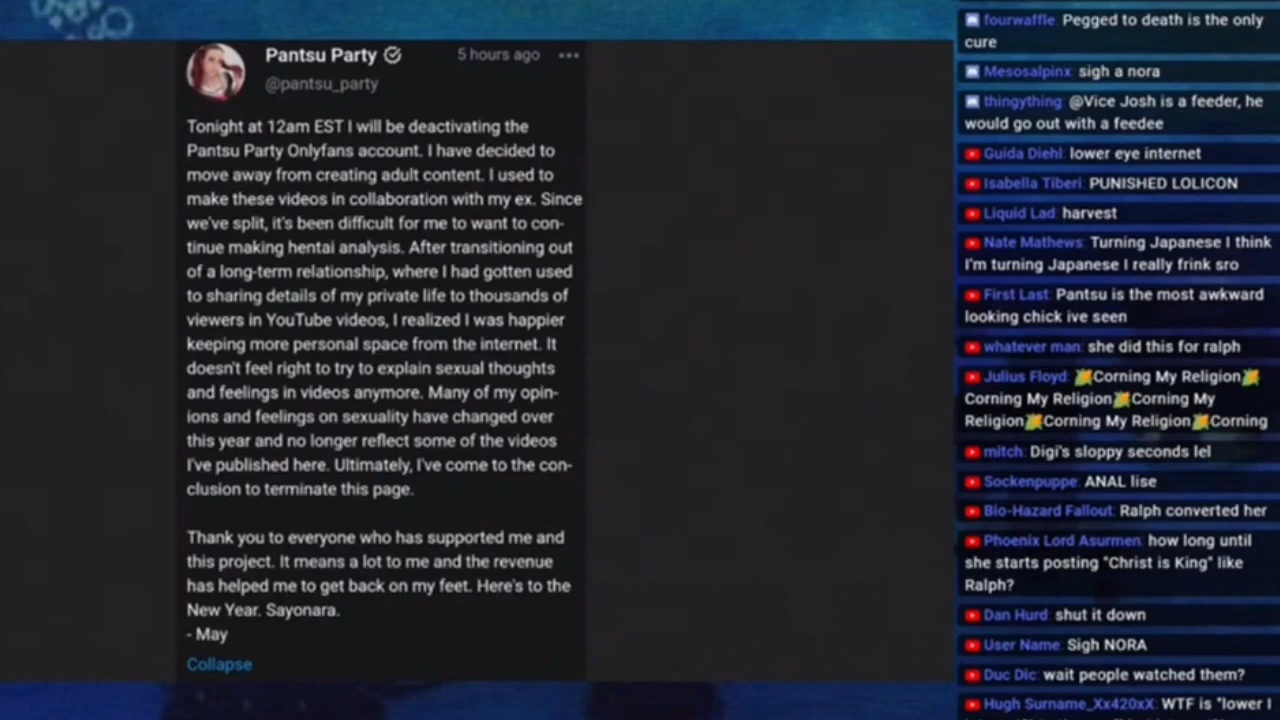 Pantsu Party
5 hours ago
@pantsu_party
Tonight at 12am EST I will be deactivating the
Pantsu Party Onlyfans account. I have decided to
move away from creating adult content. I used to
make these videos in collaboration with my ex. Since
we've split, it's been difficult for me to want to con-
tinue making hentai analysis. After transitioning out
of a long-term relationship, where I had gotten used
to sharing details of my private life to thousands of
viewers in YouTube videos, I realized I was happier
keeping more personal space from the internet. It
doesn't feel right to try to explain sexual thoughts
and feelings in videos anymore. Many of my opin-
ions and feelings on sexuality have changed over
this year and no longer reflect some of the videos
I've published here. Ultimately, I've come to the con-
clusion to terminate this page.
Thank you to everyone who has supported me and
this project. It means a lot to me and the revenue
has helped me to get back on my feet. Here's to the
New Year. Sayonara.
- May
Collapse
fourwaffle: Pegged to death is the only
cure
Mesosalpinx: sigh a nora
thingything: @Vice Josh is a feeder, he
would go out with a feedee
Guida Diehl: lower eye internet
Isabella Tiberi: PUNISHED LOLICON
Liquid Lad: harvest
Nate Mathews: Turning Japanese I think
I'm turning Japanese I really frink sro
First Last: Pantsu is the most awkward
looking chick ive seen
whatever man: she did this for ralph
Julius Floyd: 🌽Corning My Religion🌽
Corning My Religion🌽Corning My
Religion🌽Corning My Religion🌽Corning
mitch: Digi's sloppy seconds lel
Sockenpuppe: ANAL lise
Bio-Hazard Fallout: Ralph converted her
Phoenix Lord Asurmen: how long until
she starts posting "Christ is King" like
Ralph?
Dan Hurd: shut it down
User Name: Sigh NORA
Duc Dic: wait people watched them?
Hugh Surname_Xx420xX: WTF is "lower I